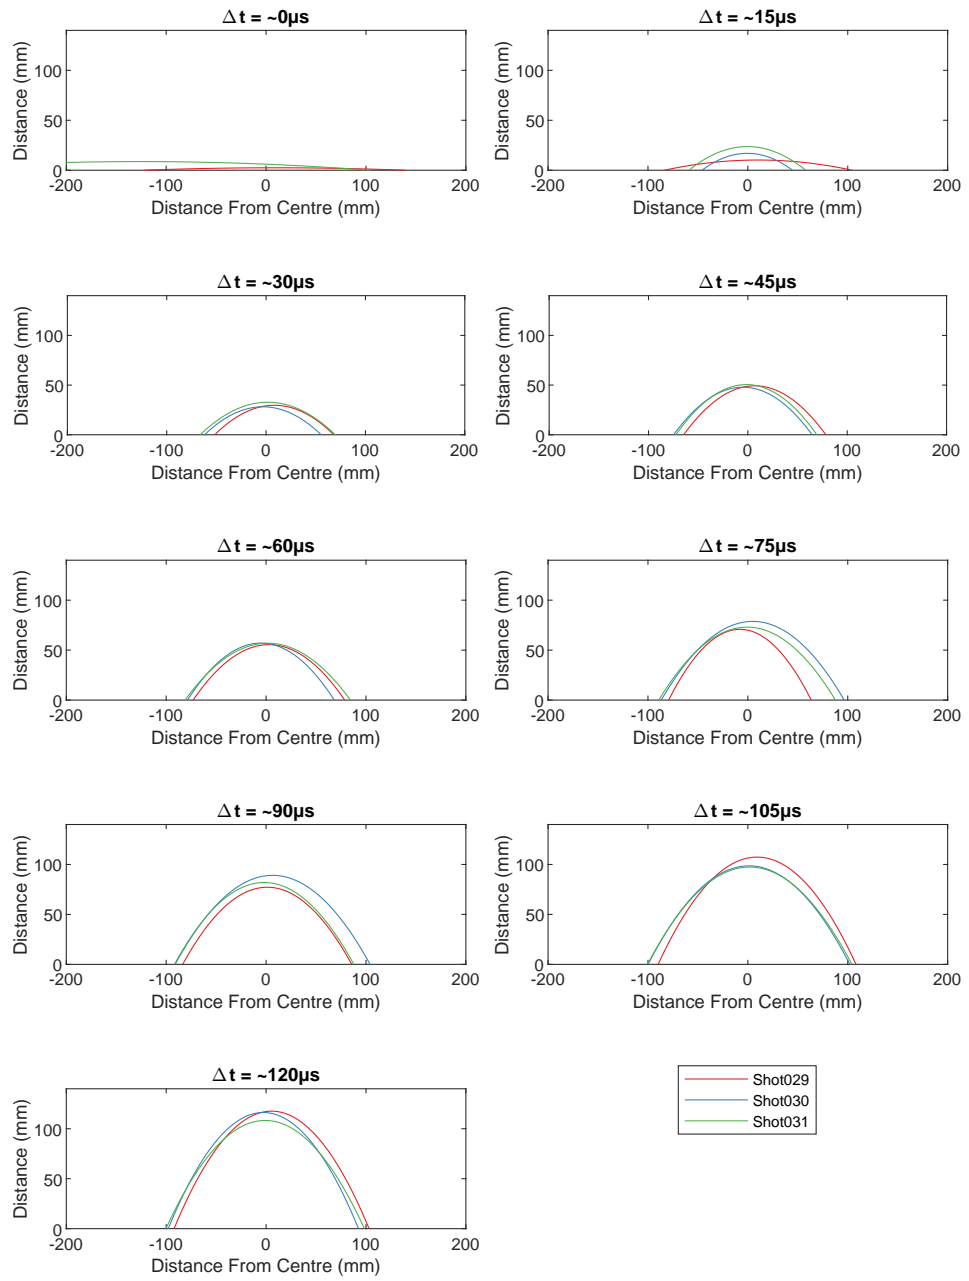 Δt = ~0µs
Distance (mm)
100
50
0
-200 -100 0 100 200
Distance From Centre (mm)
Δt = ~15µs
Distance (mm)
100
50
0
-200 -100 0 100 200
Distance From Centre (mm)
Δt = ~30µs
Distance (mm)
100
50
0
-200 -100 0 100 200
Distance From Centre (mm)
Δt = ~45µs
Distance (mm)
100
50
0
-200 -100 0 100 200
Distance From Centre (mm)
Δt = ~60µs
Distance (mm)
100
50
0
-200 -100 0 100 200
Distance From Centre (mm)
Δt = ~75µs
Distance (mm)
100
50
0
-200 -100 0 100 200
Distance From Centre (mm)
Δt = ~90µs
Distance (mm)
100
50
0
-200 -100 0 100 200
Distance From Centre (mm)
Δt = ~105µs
Distance (mm)
100
50
0
-200 -100 0 100 200
Distance From Centre (mm)
Δt = ~120µs
Distance (mm)
100
50
0
-200 -100 0 100 200
Distance From Centre (mm)
Shot029
Shot030
Shot031